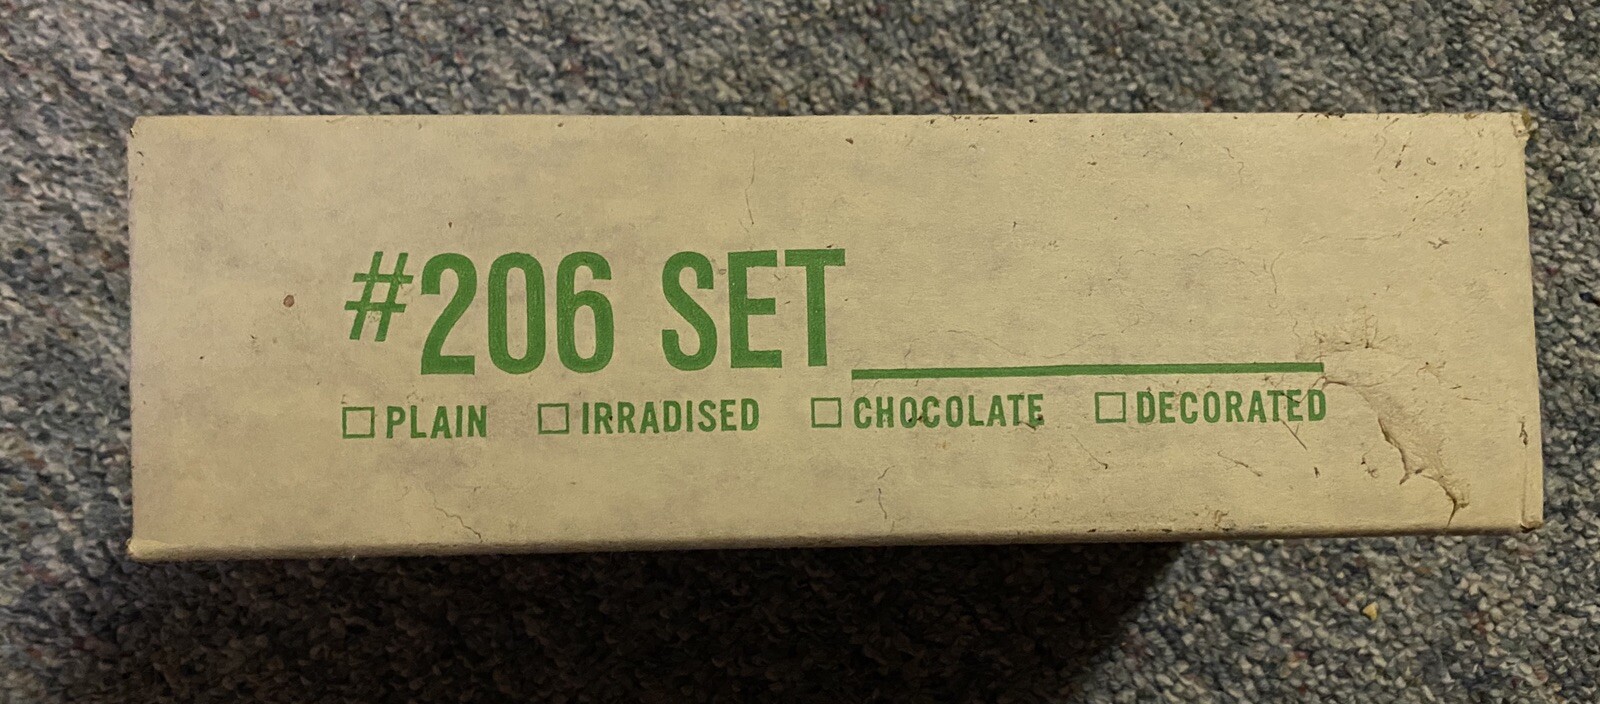 #206 SET
☐ PLAIN ☐ IRRADISED ☐ CHOCOLATE ☐ DECORATED